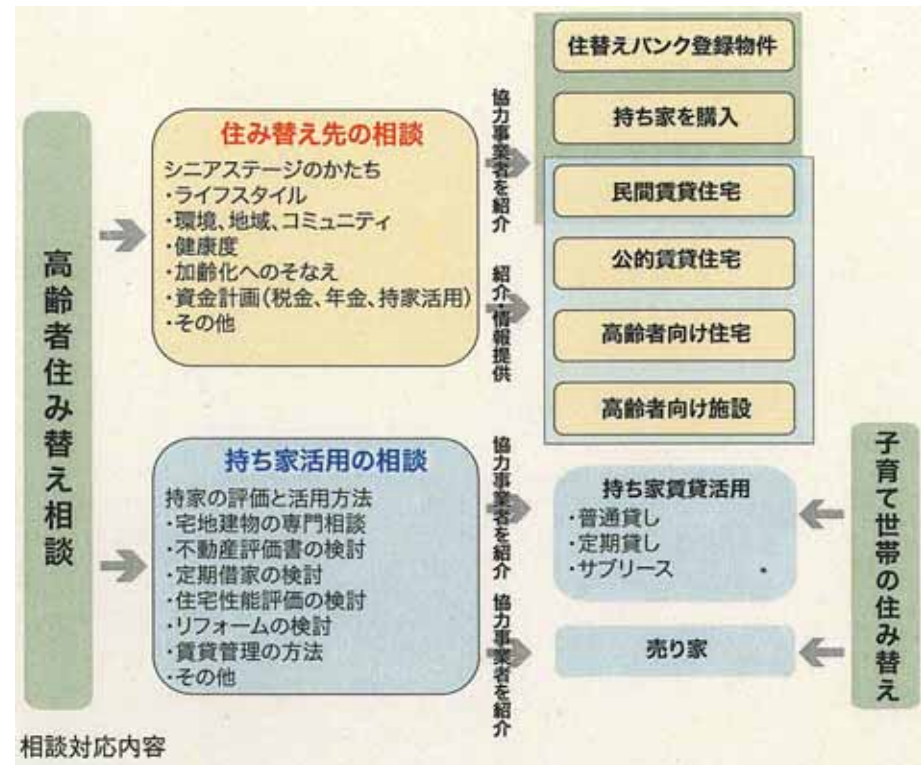 高齢者住み替え相談
住み替え先の相談
シニアステージのかたち
・ライフスタイル
・環境、地域、コミュニティ
・健康度
・加齢化へのそなえ
・資金計画(税金、年金、持家活用)
・その他
協力事業者を紹介
紹介・情報提供
住替えバンク登録物件
持ち家を購入
民間賃貸住宅
公的賃貸住宅
高齢者向け住宅
高齢者向け施設
持ち家活用の相談
持家の評価と活用方法
・宅地建物の専門相談
・不動産評価書の検討
・定期借家の検討
・住宅性能評価の検討
・リフォームの検討
・賃貸管理の方法
・その他
協力事業者を紹介
協力事業者を紹介
持ち家賃貸活用
・普通貸し
・定期貸し
・サブリース
売り家
子育て世帯の住み替え
相談対応内容